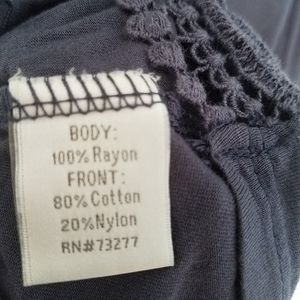 BODY:
100% Rayon
FRONT:
80% Cotton
20% Nylon
RN#73277